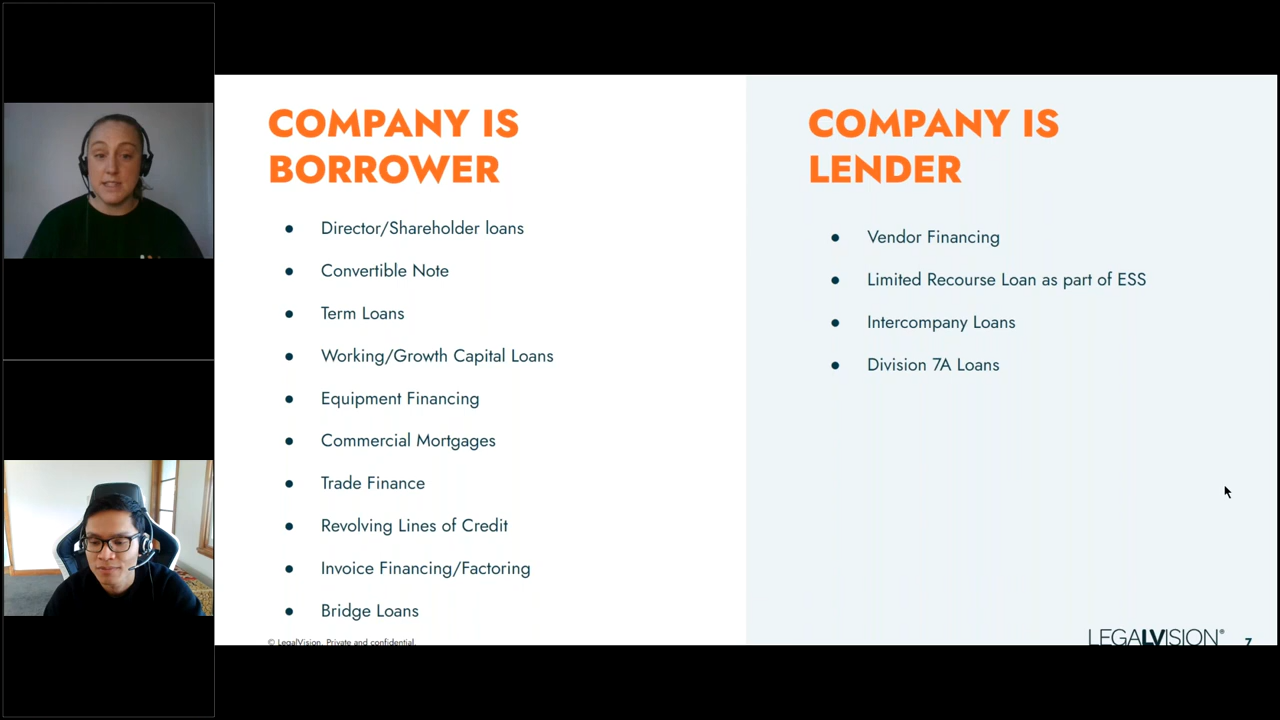 COMPANY IS
BORROWER
● Director/Shareholder loans
● Convertible Note
● Term Loans
● Working/Growth Capital Loans
● Equipment Financing
● Commercial Mortgages
● Trade Finance
● Revolving Lines of Credit
● Invoice Financing/Factoring
● Bridge Loans
© LegalVision. Private and confidential.
COMPANY IS
LENDER
● Vendor Financing
● Limited Recourse Loan as part of ESS
● Intercompany Loans
● Division 7A Loans
LEGALVISION®
7